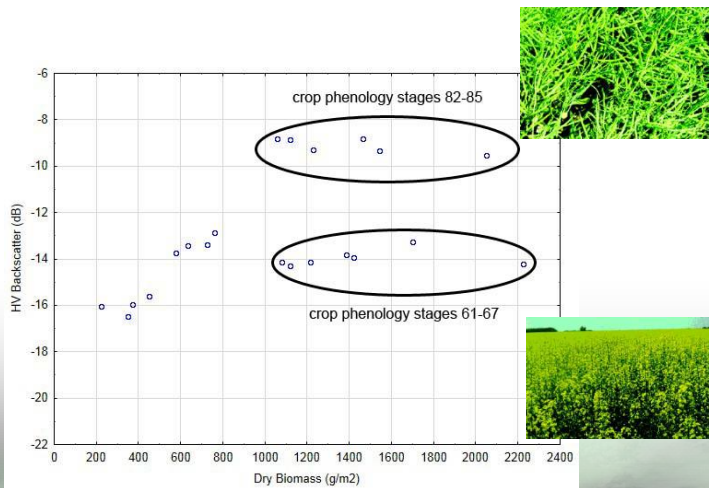 crop phenology stages 82-85
crop phenology stages 61-67
HV Backscatter (dB)
-6
-8
-10
-12
-14
-16
-18
-20
-22
0 200 400 600 800 1000 1200 1400 1600 1800 2000 2200 2400
Dry Biomass (g/m2)